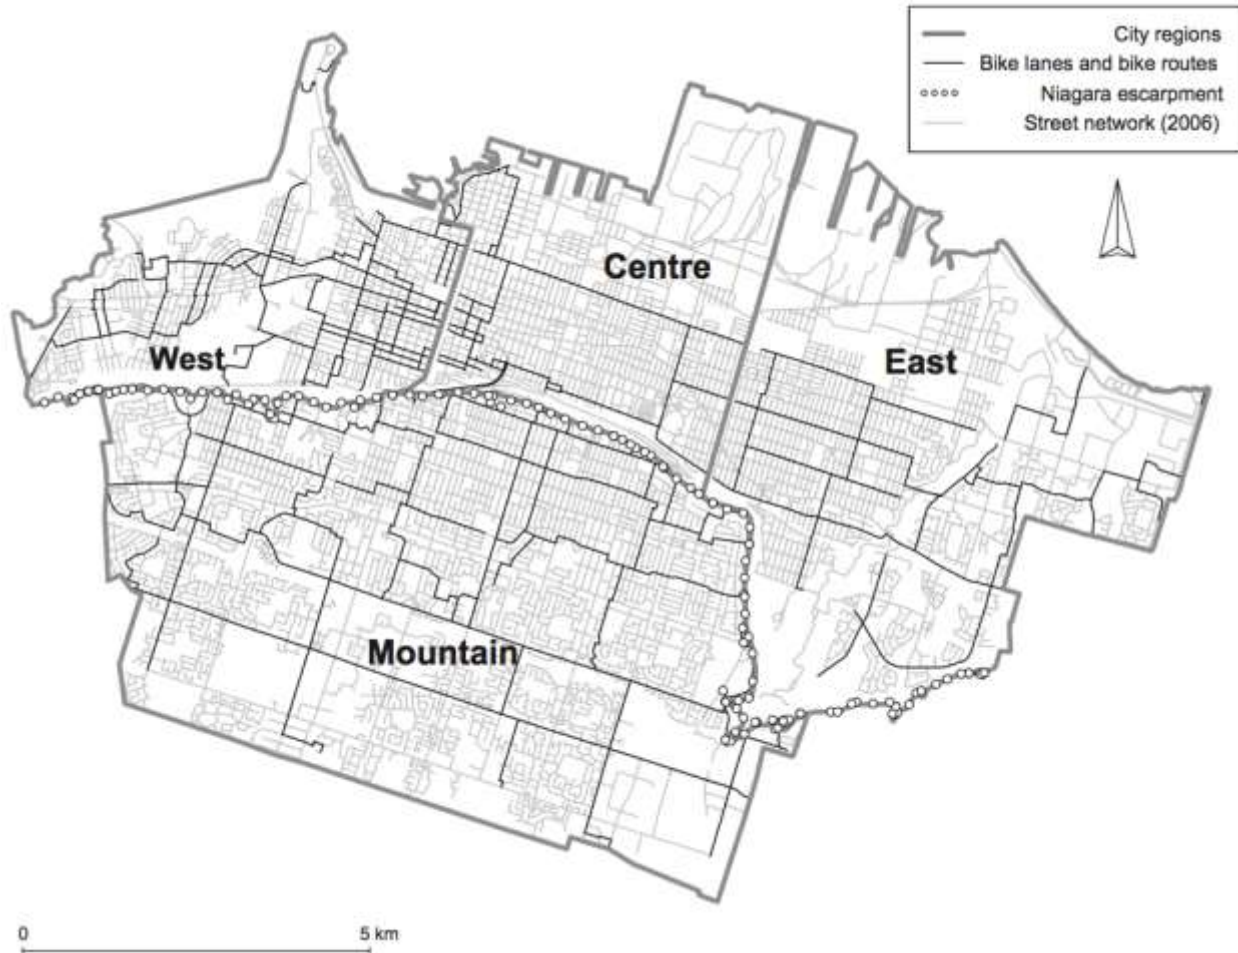 City regions
Bike lanes and bike routes
Niagara escarpment
Street network (2006)
Centre
West
East
Mountain
0 5 km